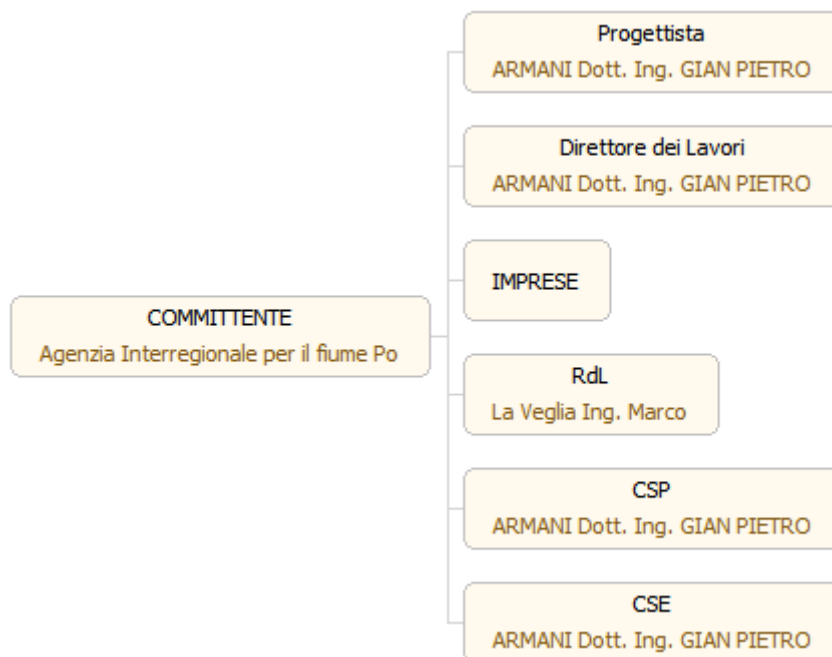 Progettista
ARMANI Dott. Ing. GIAN PIETRO
Direttore dei Lavori
ARMANI Dott. Ing. GIAN PIETRO
IMPRESE
COMMITTENTE
Agenzia Interregionale per il fiume Po
RdL
La Veglia Ing. Marco
CSP
ARMANI Dott. Ing. GIAN PIETRO
CSE
ARMANI Dott. Ing. GIAN PIETRO